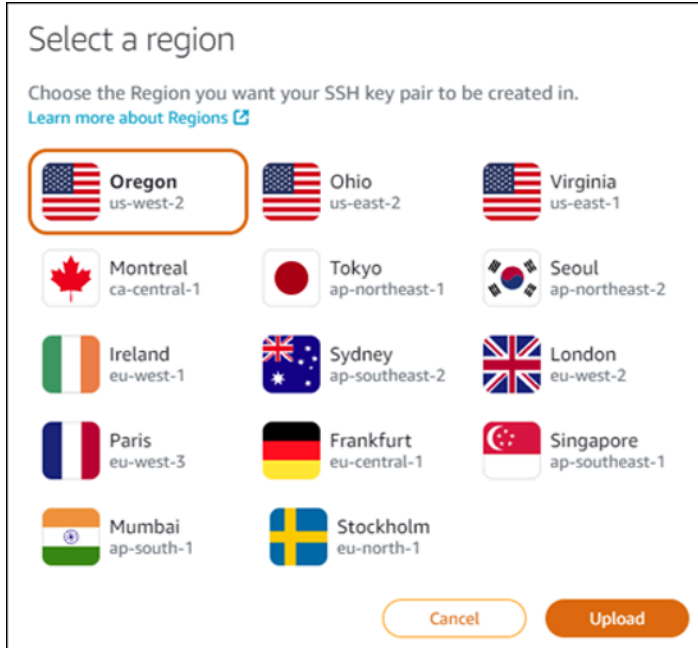 Select a region
Choose the Region you want your SSH key pair to be created in.
Learn more about Regions
Oregon
us-west-2
Ohio
us-east-2
Virginia
us-east-1
Montreal
ca-central-1
Tokyo
ap-northeast-1
Seoul
ap-northeast-2
Ireland
eu-west-1
Sydney
ap-southeast-2
London
eu-west-2
Paris
eu-west-3
Frankfurt
eu-central-1
Singapore
ap-southeast-1
Mumbai
ap-south-1
Stockholm
eu-north-1
Cancel
Upload